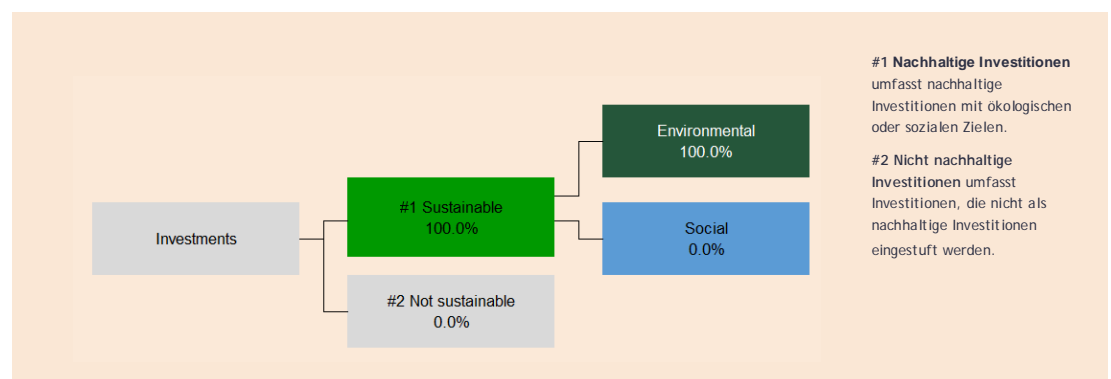 Investments
#1 Sustainable
100.0%
#2 Not sustainable
0.0%
Environmental
100.0%
Social
0.0%
#1 Nachhaltige Investitionen
umfasst nachhaltige
Investitionen mit ökologischen
oder sozialen Zielen.
#2 Nicht nachhaltige
Investitionen umfasst
Investitionen, die nicht als
nachhaltige Investitionen
eingestuft werden.